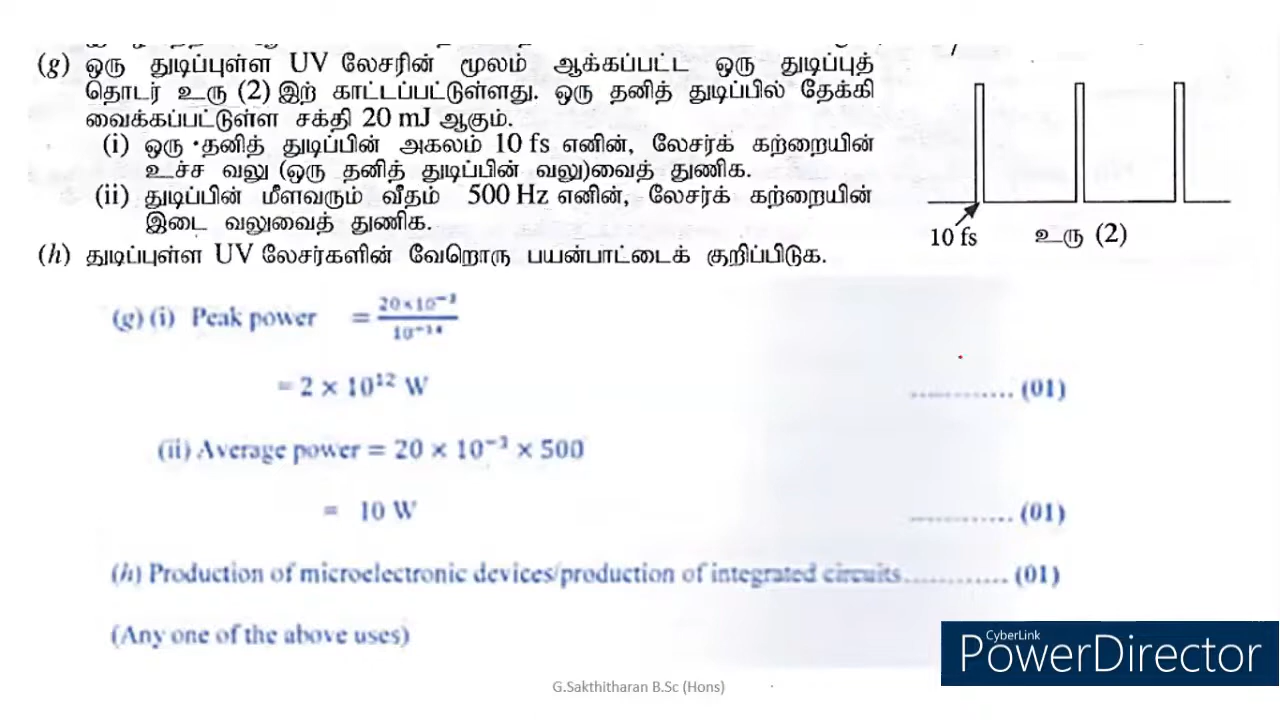 (g) ஒரு துடிப்புள்ள UV லேசரின் மூலம் ஆக்கப்பட்ட ஒரு துடிப்புத்
தொடர் உரு (2) இற் காட்டப்பட்டுள்ளது. ஒரு தனித் துடிப்பில் தேக்கி
வைக்கப்பட்டுள்ள சக்தி 20 mJ ஆகும்.
(i) ஒரு தனித் துடிப்பின் அகலம் 10 fs எனின், லேசர்க் கற்றையின்
உச்ச வலு (ஒரு தனித் துடிப்பின் வலு)வைத் துணிக.
(ii) துடிப்பின் மீளவரும் வீதம் 500 Hz எனின், லேசர்க் கற்றையின்
இடை வலுவைத் துணிக.
10 fs உரு (2)
(h) துடிப்புள்ள UV லேசர்களின் வேறொரு பயன்பாட்டைக் குறிப்பிடுக.
(g) (i) Peak power = 20×10⁻³ / 10⁻¹⁴
= 2 × 10¹² W ............ (01)
(ii) Average power = 20 × 10⁻³ × 500
= 10 W ............ (01)
(h) Production of microelectronic devices/production of integrated circuits ............ (01)
(Any one of the above uses)
CyberLink
PowerDirector
G.Sakthitharan B.Sc (Hons)